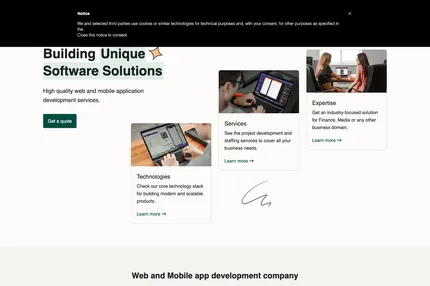 Notice
×
We and selected third parties use cookies or similar technologies for technical purposes and, with your consent, for other purposes as specified in
the .
Close this notice to consent.
Building Unique
Software Solutions
High quality web and mobile application
development services.
Get a quote
Technologies
Check our core technology stack
for building modern and scalable
products.
Learn more →
Services
See the project development and
staffing services to cover all your
business needs.
Learn more →
Expertise
Get an industry-focused solution
for Finance, Media or any other
business domain.
Learn more →
Web and Mobile app development company